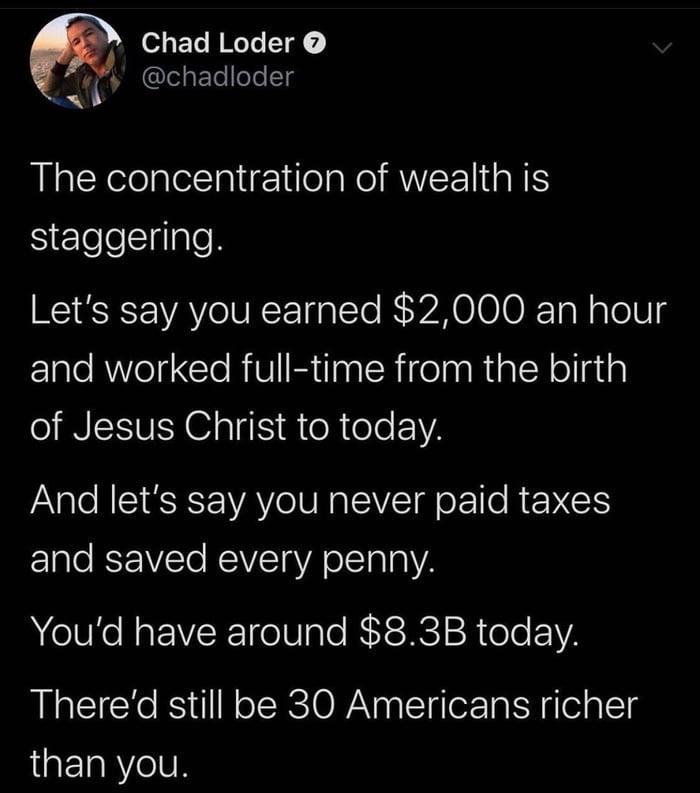 Chad Loder 7
@chadloder
The concentration of wealth is
staggering.
Let’s say you earned $2,000 an hour
and worked full-time from the birth
of Jesus Christ to today.
And let’s say you never paid taxes
and saved every penny.
You’d have around $8.3B today.
There’d still be 30 Americans richer
than you.